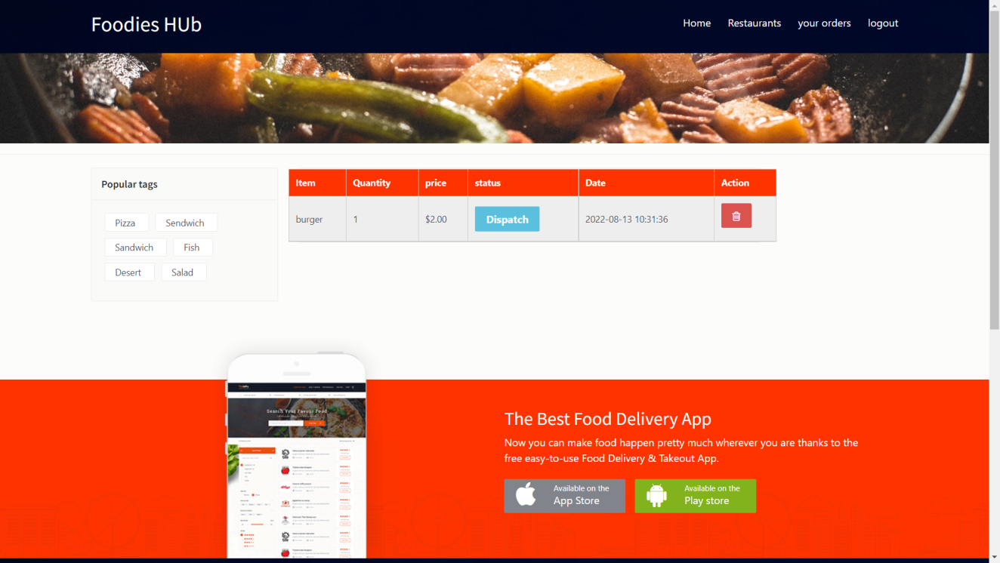 Foodies HUb
Home Restaurants your orders logout
Popular tags
Pizza Sendwich
Sandwich Fish
Desert Salad
Item Quantity price status Date Action
burger 1 $2.00 Dispatch 2022-08-13 10:31:36
Search Your Favour Food
The Best Food Delivery App
Now you can make food happen pretty much wherever you are thanks to the
free easy-to-use Food Delivery & Takeout App.
Available on the
App Store
Available on the
Play store